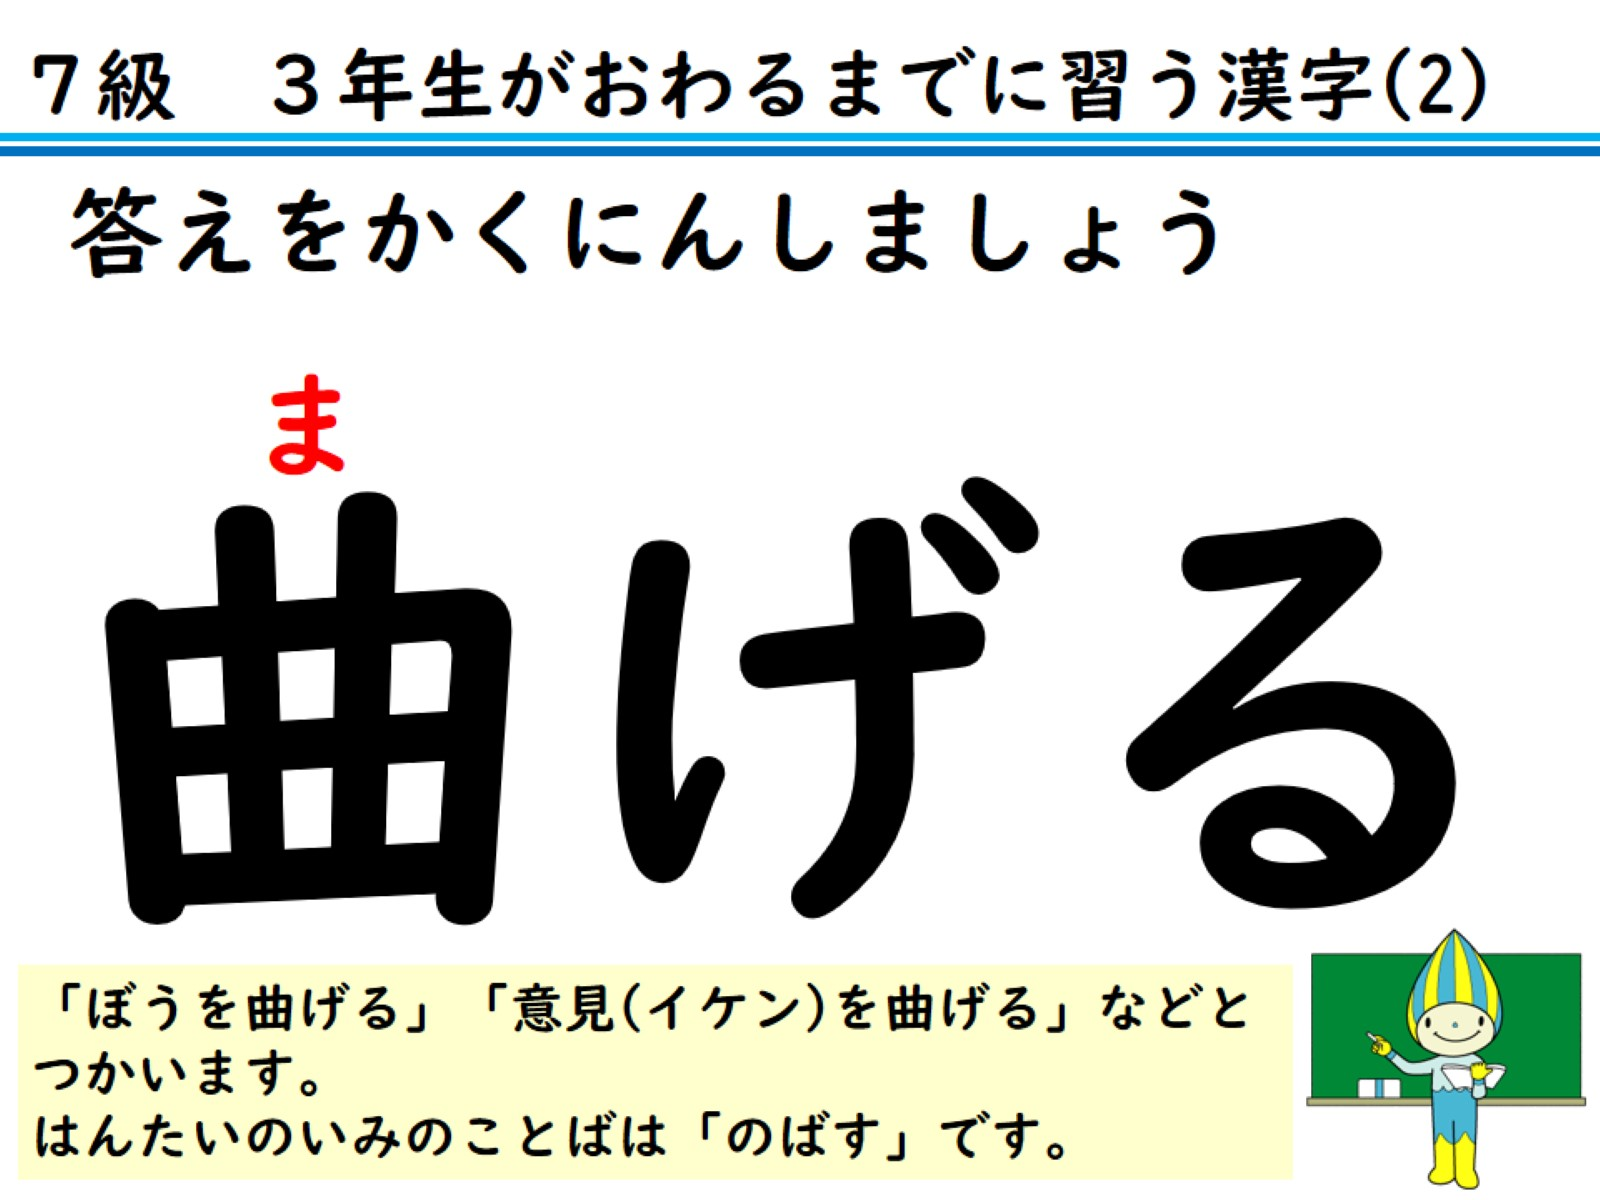 ７級　３年生がおわるまでに習う漢字(2)
答えをかくにんしましょう
ま
曲げる
「ぼうを曲げる」「意見(イケン)を曲げる」などと
つかいます。
はんたいのいみのことばは「のばす」です。